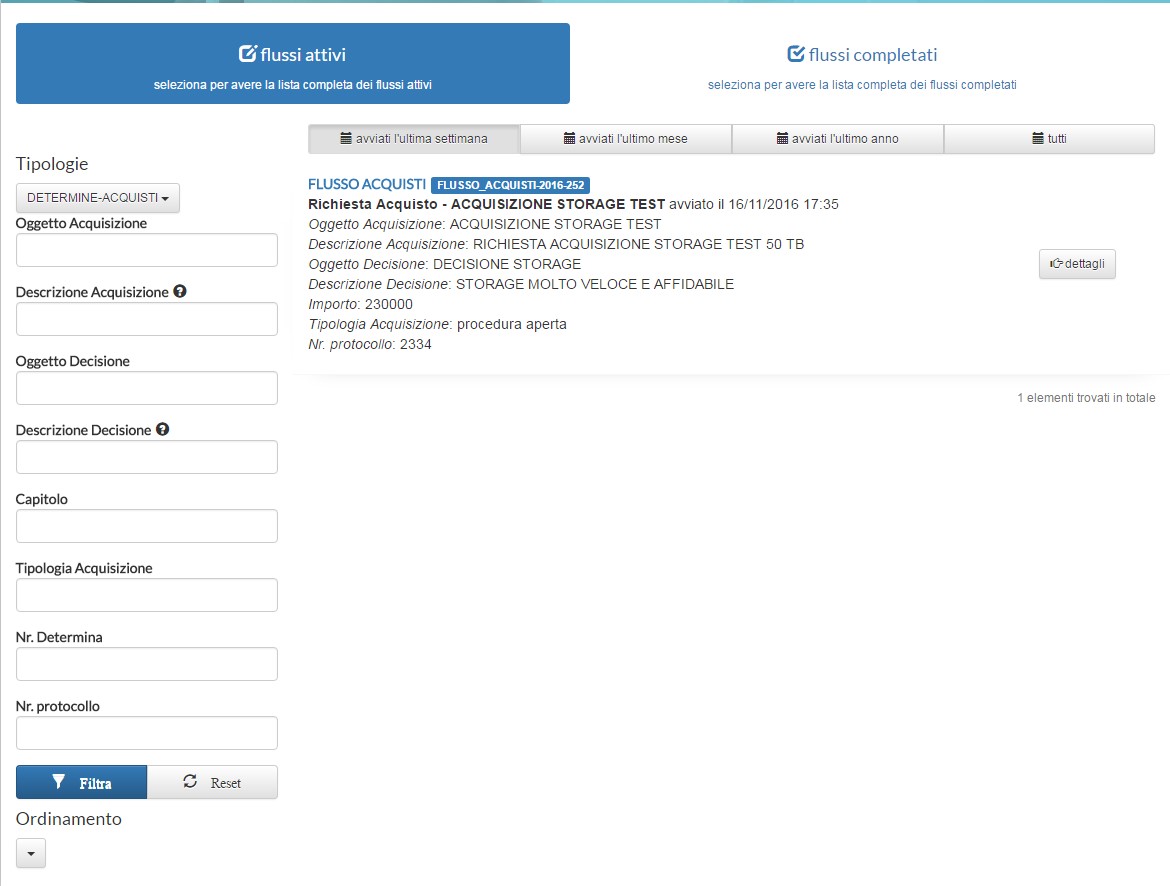 flussi attivi
seleziona per avere la lista completa dei flussi attivi
flussi completati
seleziona per avere la lista completa dei flussi completati
avviati l'ultima settimana
avviati l'ultimo mese
avviati l'ultimo anno
tutti
Tipologie
DETERMINE-ACQUISTI
Oggetto Acquisizione
Descrizione Acquisizione
Oggetto Decisione
Descrizione Decisione
Capitolo
Tipologia Acquisizione
Nr. Determina
Nr. protocollo
Filtra
Reset
Ordinamento
FLUSSO ACQUISTI FLUSSO_ACQUISTI-2016-252
Richiesta Acquisto - ACQUISIZIONE STORAGE TEST avviato il 16/11/2016 17:35
Oggetto Acquisizione: ACQUISIZIONE STORAGE TEST
Descrizione Acquisizione: RICHIESTA ACQUISIZIONE STORAGE TEST 50 TB
Oggetto Decisione: DECISIONE STORAGE
Descrizione Decisione: STORAGE MOLTO VELOCE E AFFIDABILE
Importo: 230000
Tipologia Acquisizione: procedura aperta
Nr. protocollo: 2334
dettagli
1 elementi trovati in totale